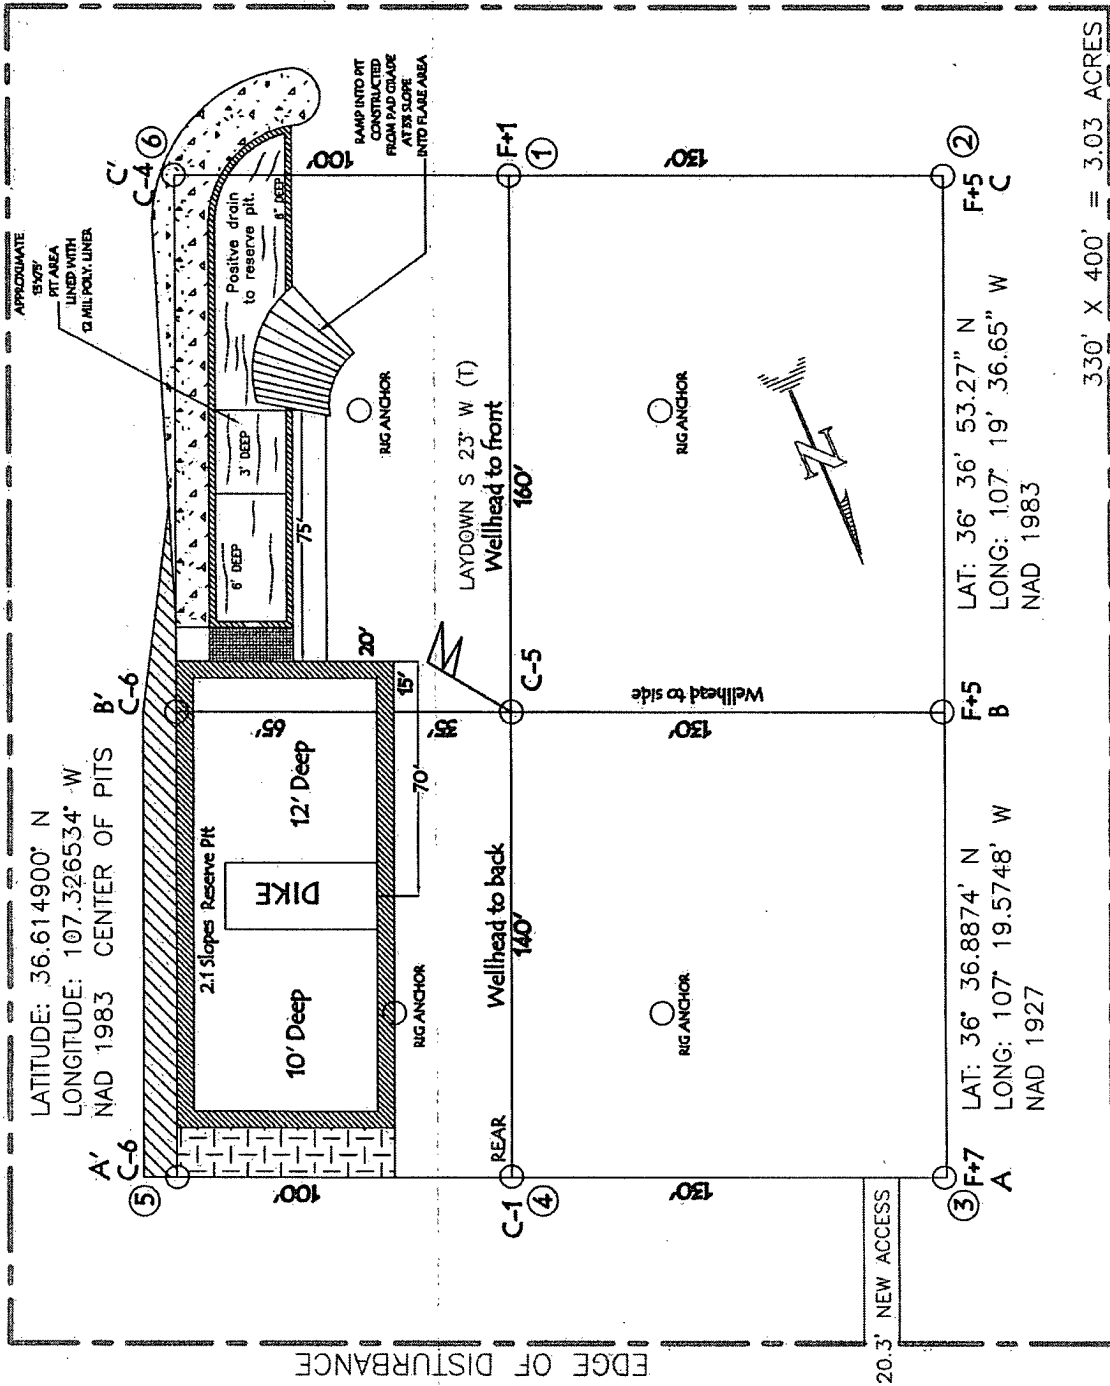 LATITUDE: 36.614900° N
LONGITUDE: 107.326534° W
NAD 1983 CENTER OF PITS
APPROXIMATE
PIT AREA
LINED WITH
12 MIL POLY. LINER
A'
C-6
5
B'
C-6
C'
C-4
6
2.1 Slopes Reserve Pit
10' Deep
DIKE
12' Deep
65'
35'
100'
6' DEEP
3' DEEP
Positve drain
to reserve pit.
6' DEEP
100'
RAMP INTO PIT
CONSTRUCTED
FROM PAD GRADE
AT 5% SLOPE
INTO FLARE AREA
75'
20'
15'
70'
RIG ANCHOR
RIG ANCHOR
LAYDOWN S 23° W (T)
REAR
C-1
4
Wellhead to back
140'
C-5
Wellhead to front
160'
F+1
1
130'
Wellhead to side
130'
130'
RIG ANCHOR
RIG ANCHOR
N
3
F+7
A
F+5
B
2
F+5
C
20.3' NEW ACCESS
LAT: 36° 36.8874' N
LONG: 107° 19.5748' W
NAD 1927
LAT: 36° 36' 53.27" N
LONG: 107° 19' 36.65" W
NAD 1983
330' X 400' = 3.03 ACRES
EDGE OF DISTURBANCE